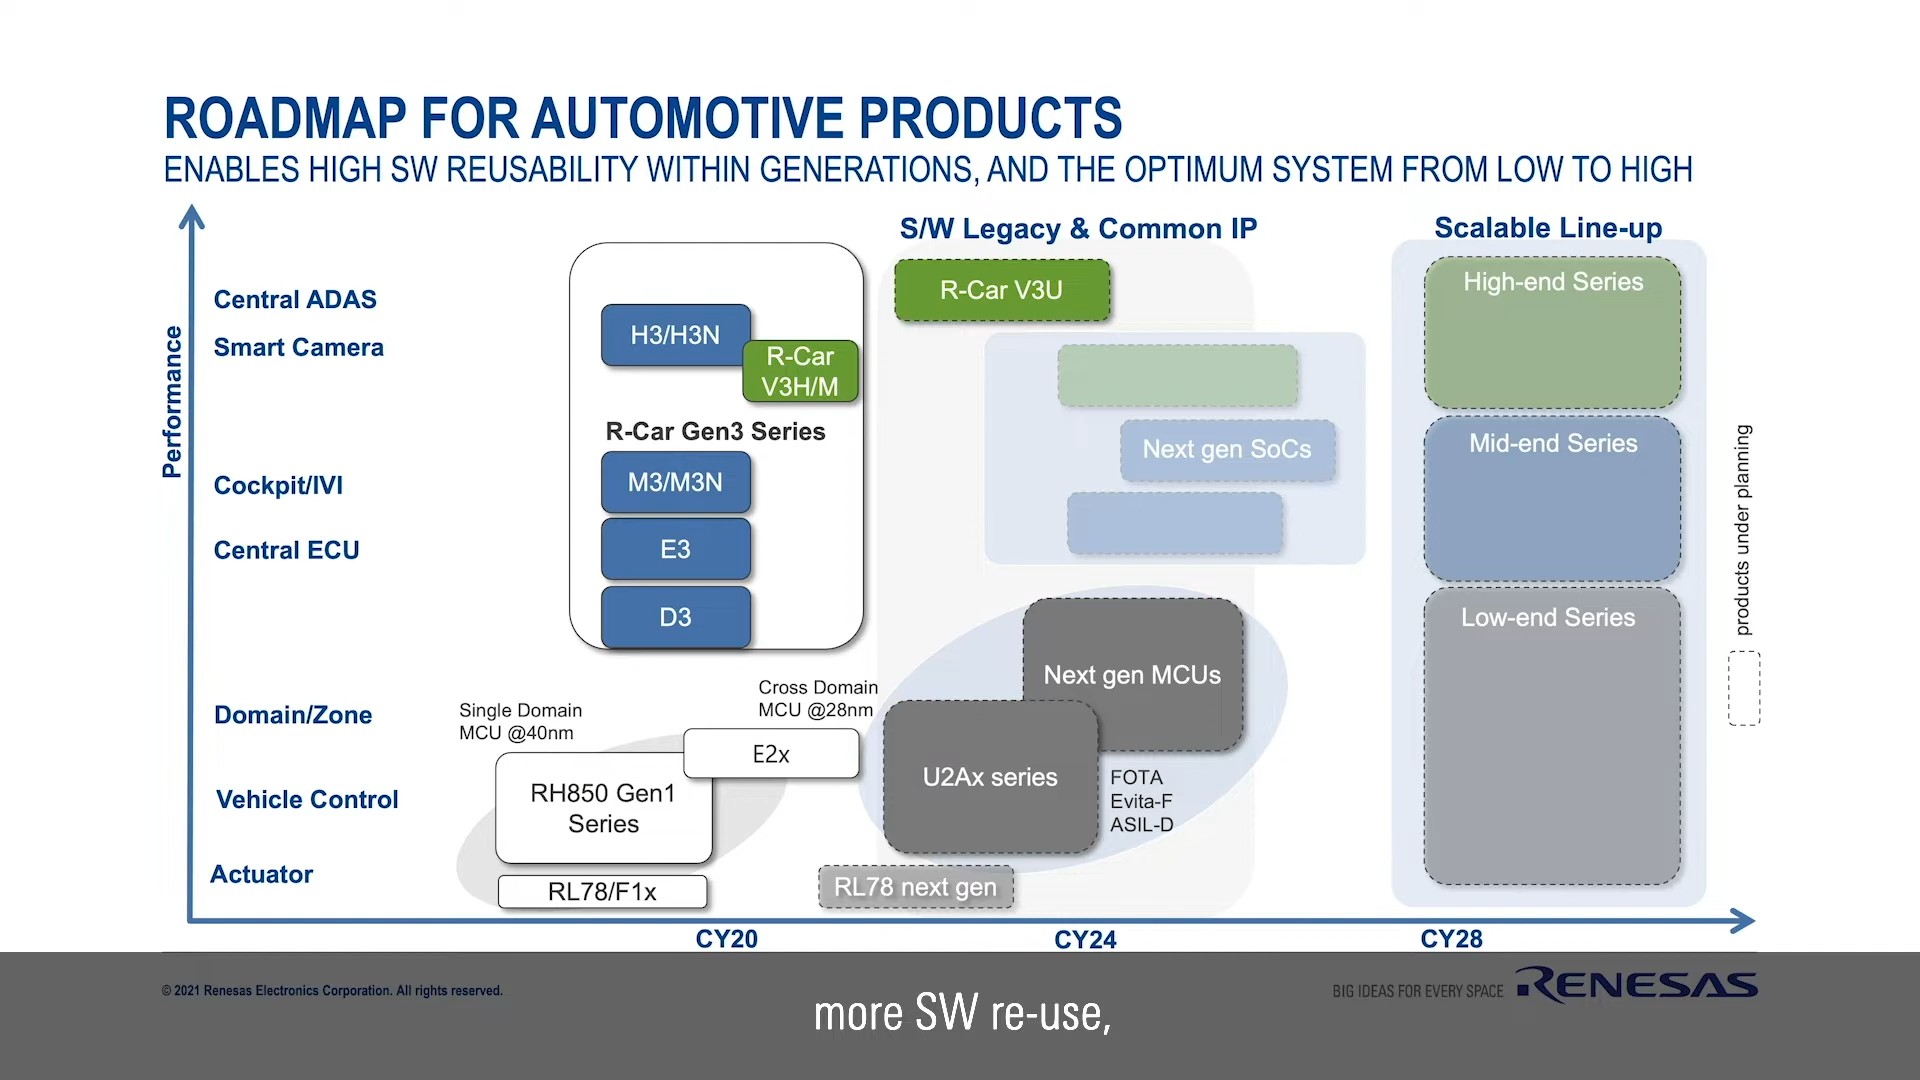 ROADMAP FOR AUTOMOTIVE PRODUCTS
ENABLES HIGH SW REUSABILITY WITHIN GENERATIONS, AND THE OPTIMUM SYSTEM FROM LOW TO HIGH
Performance
Central ADAS
Smart Camera
Cockpit/IVI
Central ECU
Domain/Zone
Vehicle Control
Actuator
H3/H3N
R-Car
V3H/M
R-Car Gen3 Series
M3/M3N
E3
D3
Single Domain
MCU @40nm
Cross Domain
MCU @28nm
E2x
RH850 Gen1
Series
RL78/F1x
S/W Legacy & Common IP
R-Car V3U
Next gen SoCs
Next gen MCUs
U2Ax series
FOTA
Evita-F
ASIL-D
RL78 next gen
Scalable Line-up
High-end Series
Mid-end Series
Low-end Series
products under planning
CY20
CY24
CY28
© 2021 Renesas Electronics Corporation. All rights reserved.
BIG IDEAS FOR EVERY SPACE
RENESAS
more SW re-use,